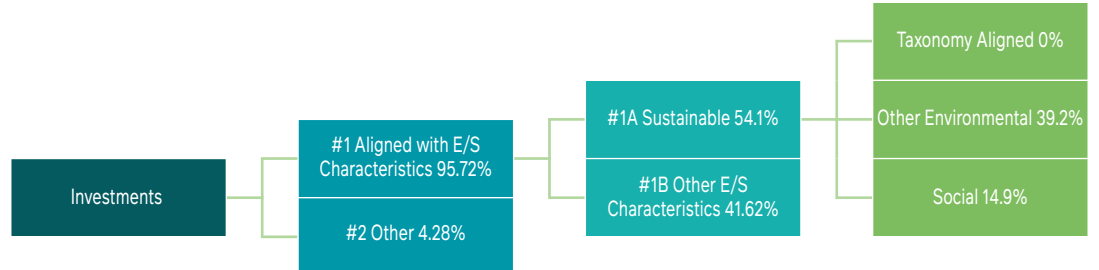 Investments
#1 Aligned with E/S
Characteristics 95.72%
#2 Other 4.28%
#1A Sustainable 54.1%
#1B Other E/S
Characteristics 41.62%
Taxonomy Aligned 0%
Other Environmental 39.2%
Social 14.9%